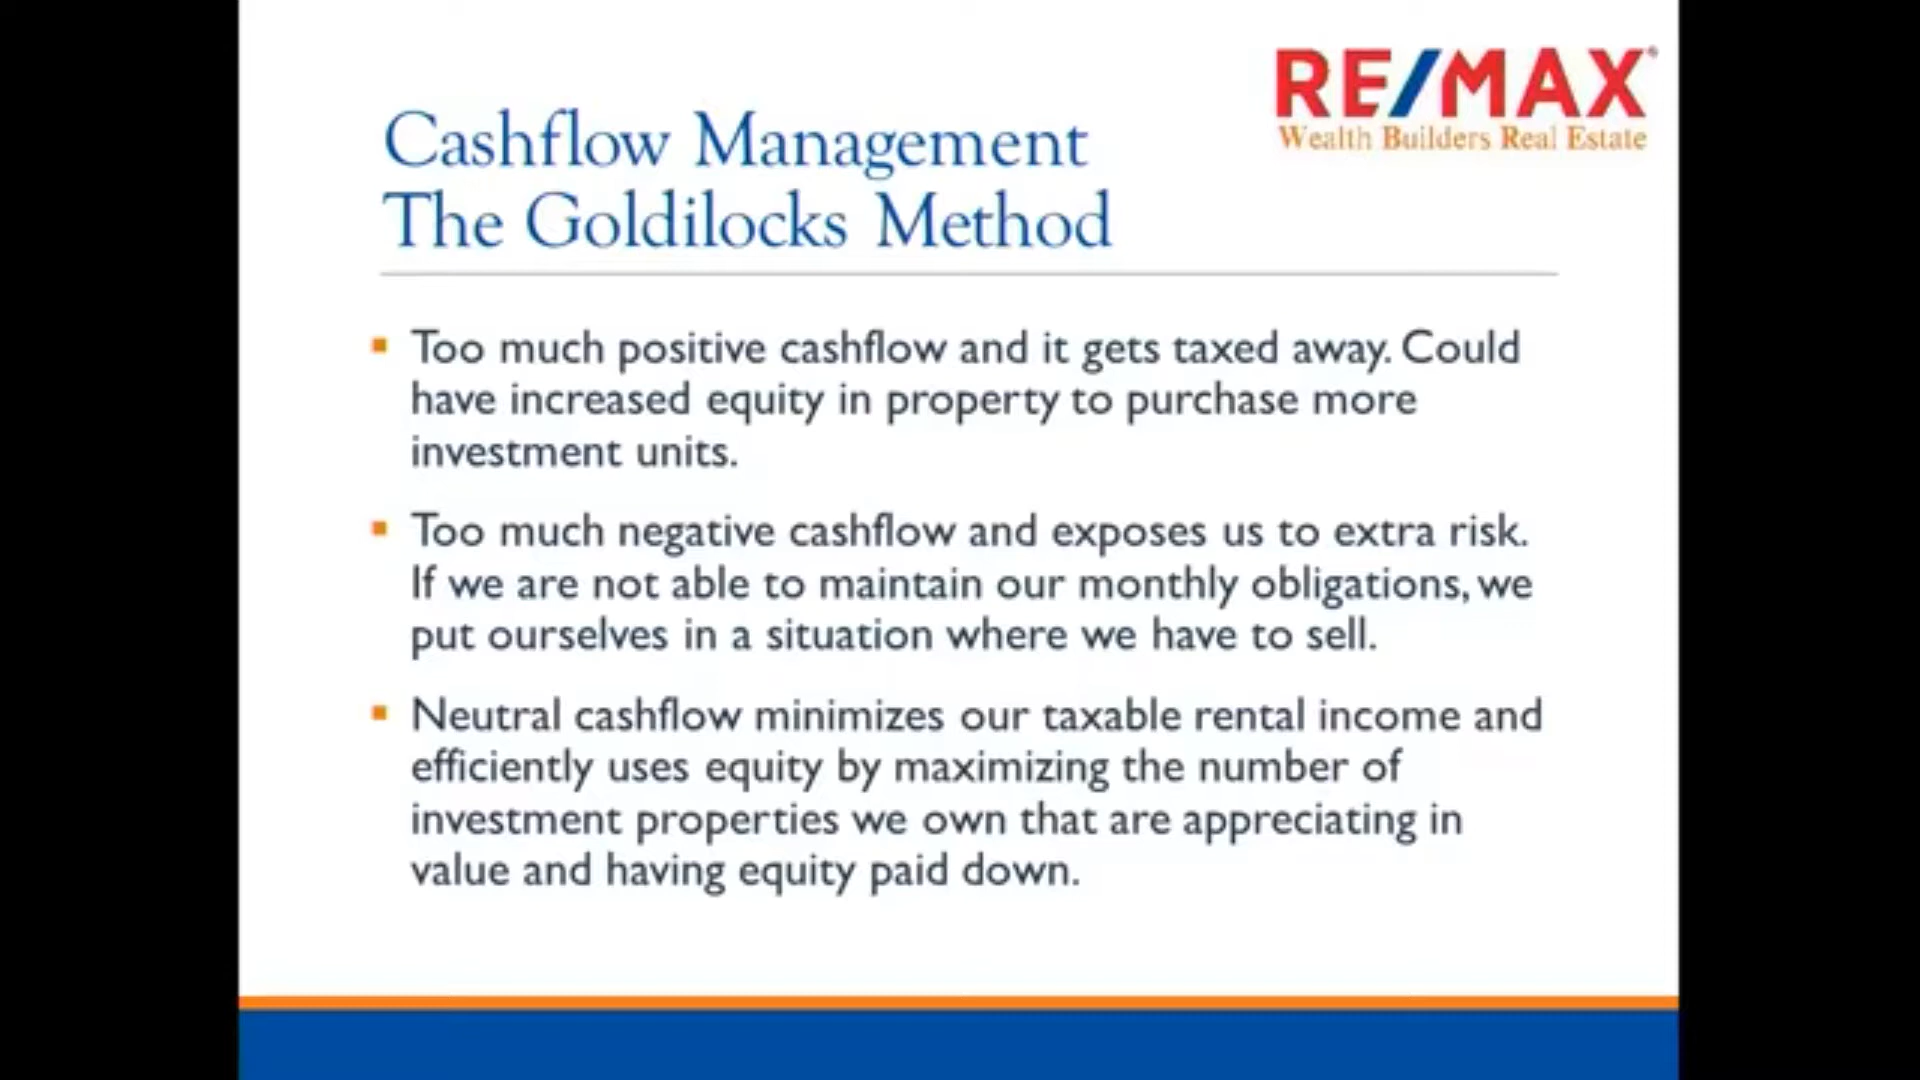 RE/MAX®
Wealth Builders Real Estate
Cashflow Management
The Goldilocks Method
▪ Too much positive cashflow and it gets taxed away. Could
have increased equity in property to purchase more
investment units.
▪ Too much negative cashflow and exposes us to extra risk.
If we are not able to maintain our monthly obligations, we
put ourselves in a situation where we have to sell.
▪ Neutral cashflow minimizes our taxable rental income and
efficiently uses equity by maximizing the number of
investment properties we own that are appreciating in
value and having equity paid down.